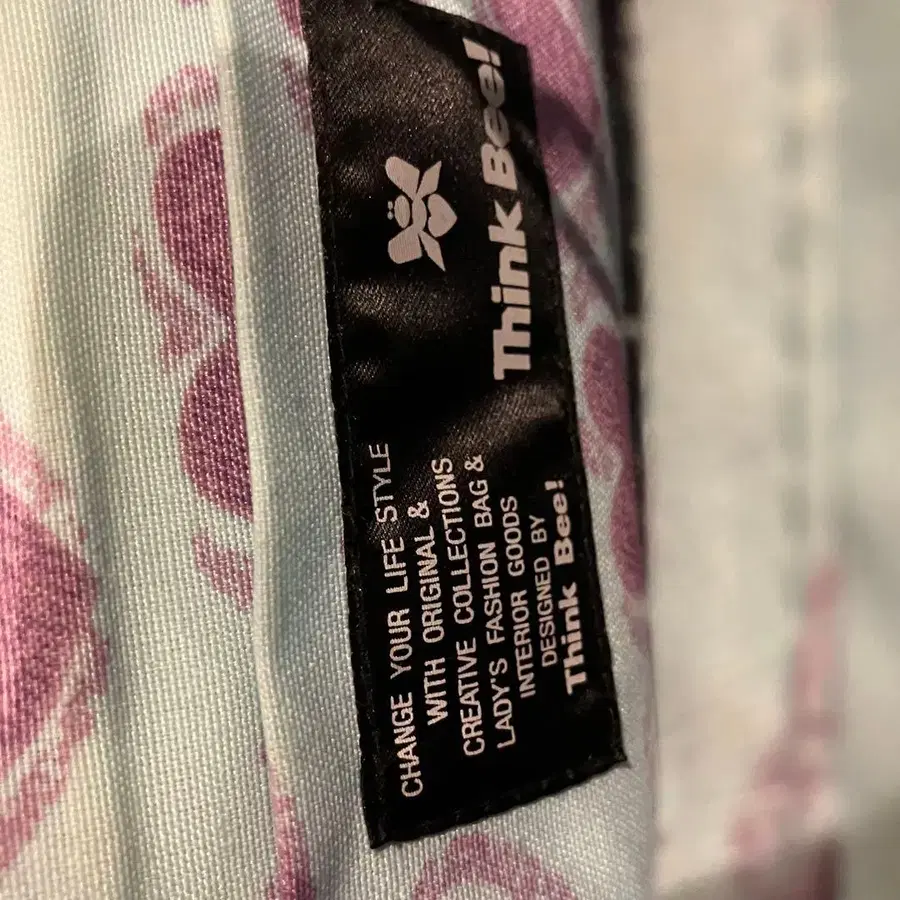 Think Bee!
CHANGE YOUR LIFE STYLE
WITH ORIGINAL &
CREATIVE COLLECTIONS
LADY'S FASHION BAG &
INTERIOR GOODS
DESIGNED BY
Think Bee!